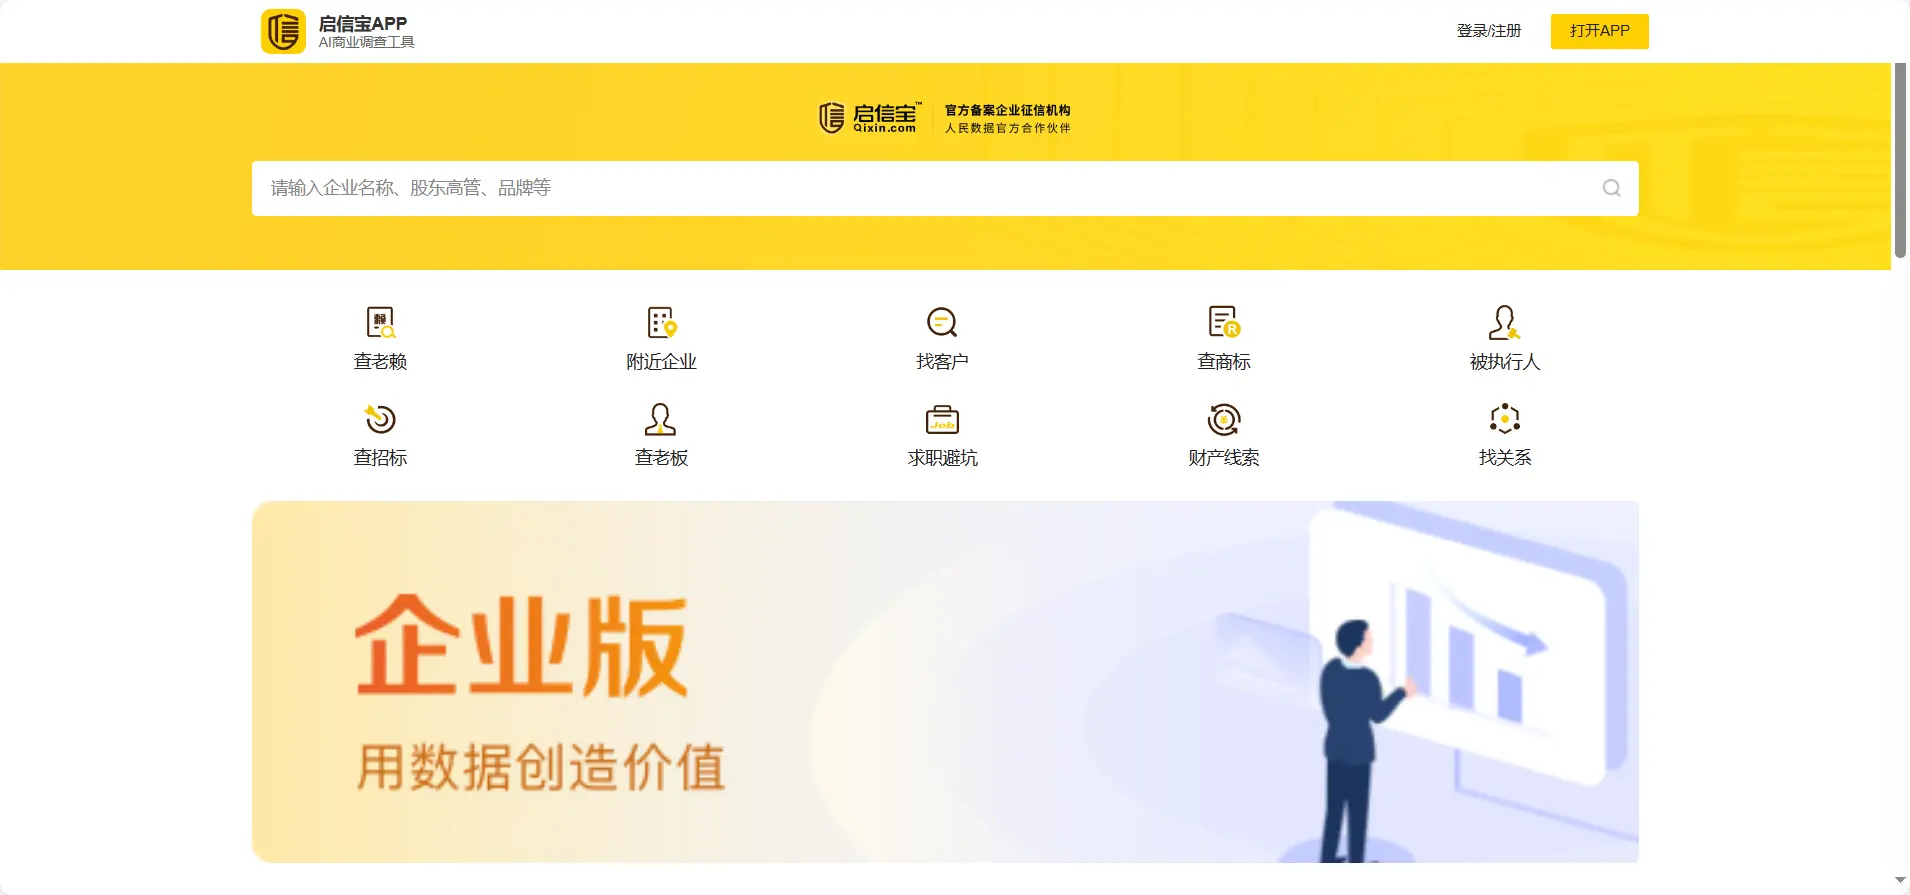 启信宝APP
AI商业调查工具
登录/注册
打开APP
启信宝™
Qixin.com
官方备案企业征信机构
人民数据官方合作伙伴
请输入企业名称、股东高管、品牌等
赖
R
查老赖
附近企业
找客户
查商标
被执行人
Job
¥
查招标
查老板
求职避坑
财产线索
找关系
企业版
用数据创造价值